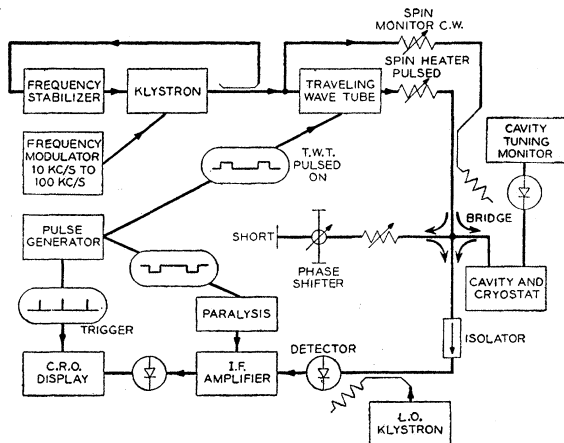 SPIN
MONITOR C.W.
SPIN HEATER
PULSED
FREQUENCY
STABILIZER
KLYSTRON
TRAVELING
WAVE TUBE
FREQUENCY
MODULATOR
10 KC/S TO
100 KC/S
T.W.T.
PULSED
ON
CAVITY
TUNING
MONITOR
PULSE
GENERATOR
SHORT
PHASE
SHIFTER
BRIDGE
CAVITY AND
CRYOSTAT
TRIGGER
PARALYSIS
ISOLATOR
C.R.O.
DISPLAY
I.F.
AMPLIFIER
DETECTOR
L.O.
KLYSTRON